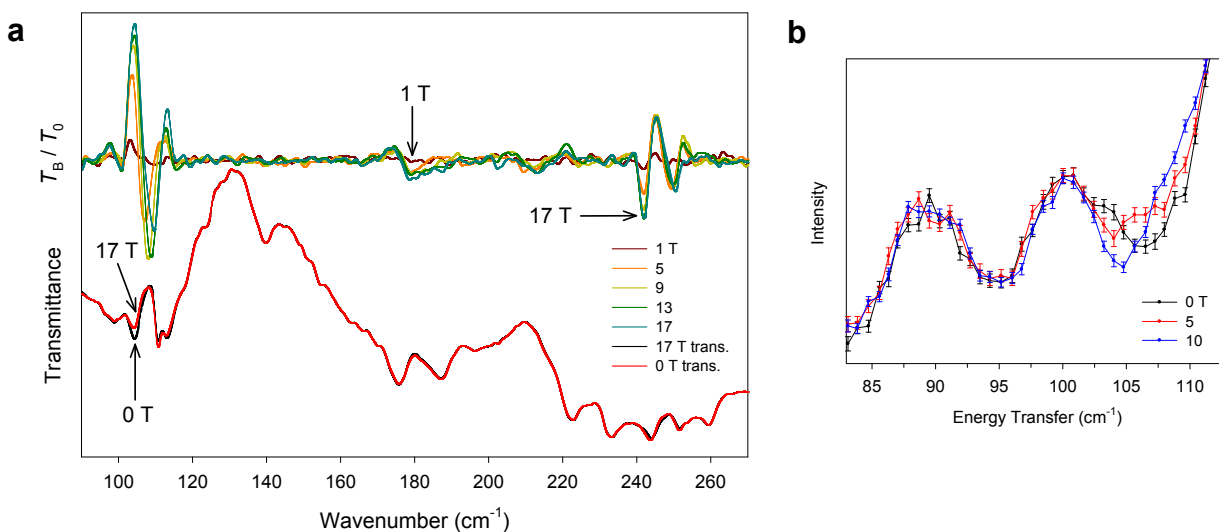 a
T_B / T_0
Transmittance
1 T
17 T
17 T
0 T
1 T
5
9
13
17
17 T trans.
0 T trans.
100 120 140 160 180 200 220 240 260
Wavenumber (cm⁻¹)
b
Intensity
0 T
5
10
85 90 95 100 105 110
Energy Transfer (cm⁻¹)